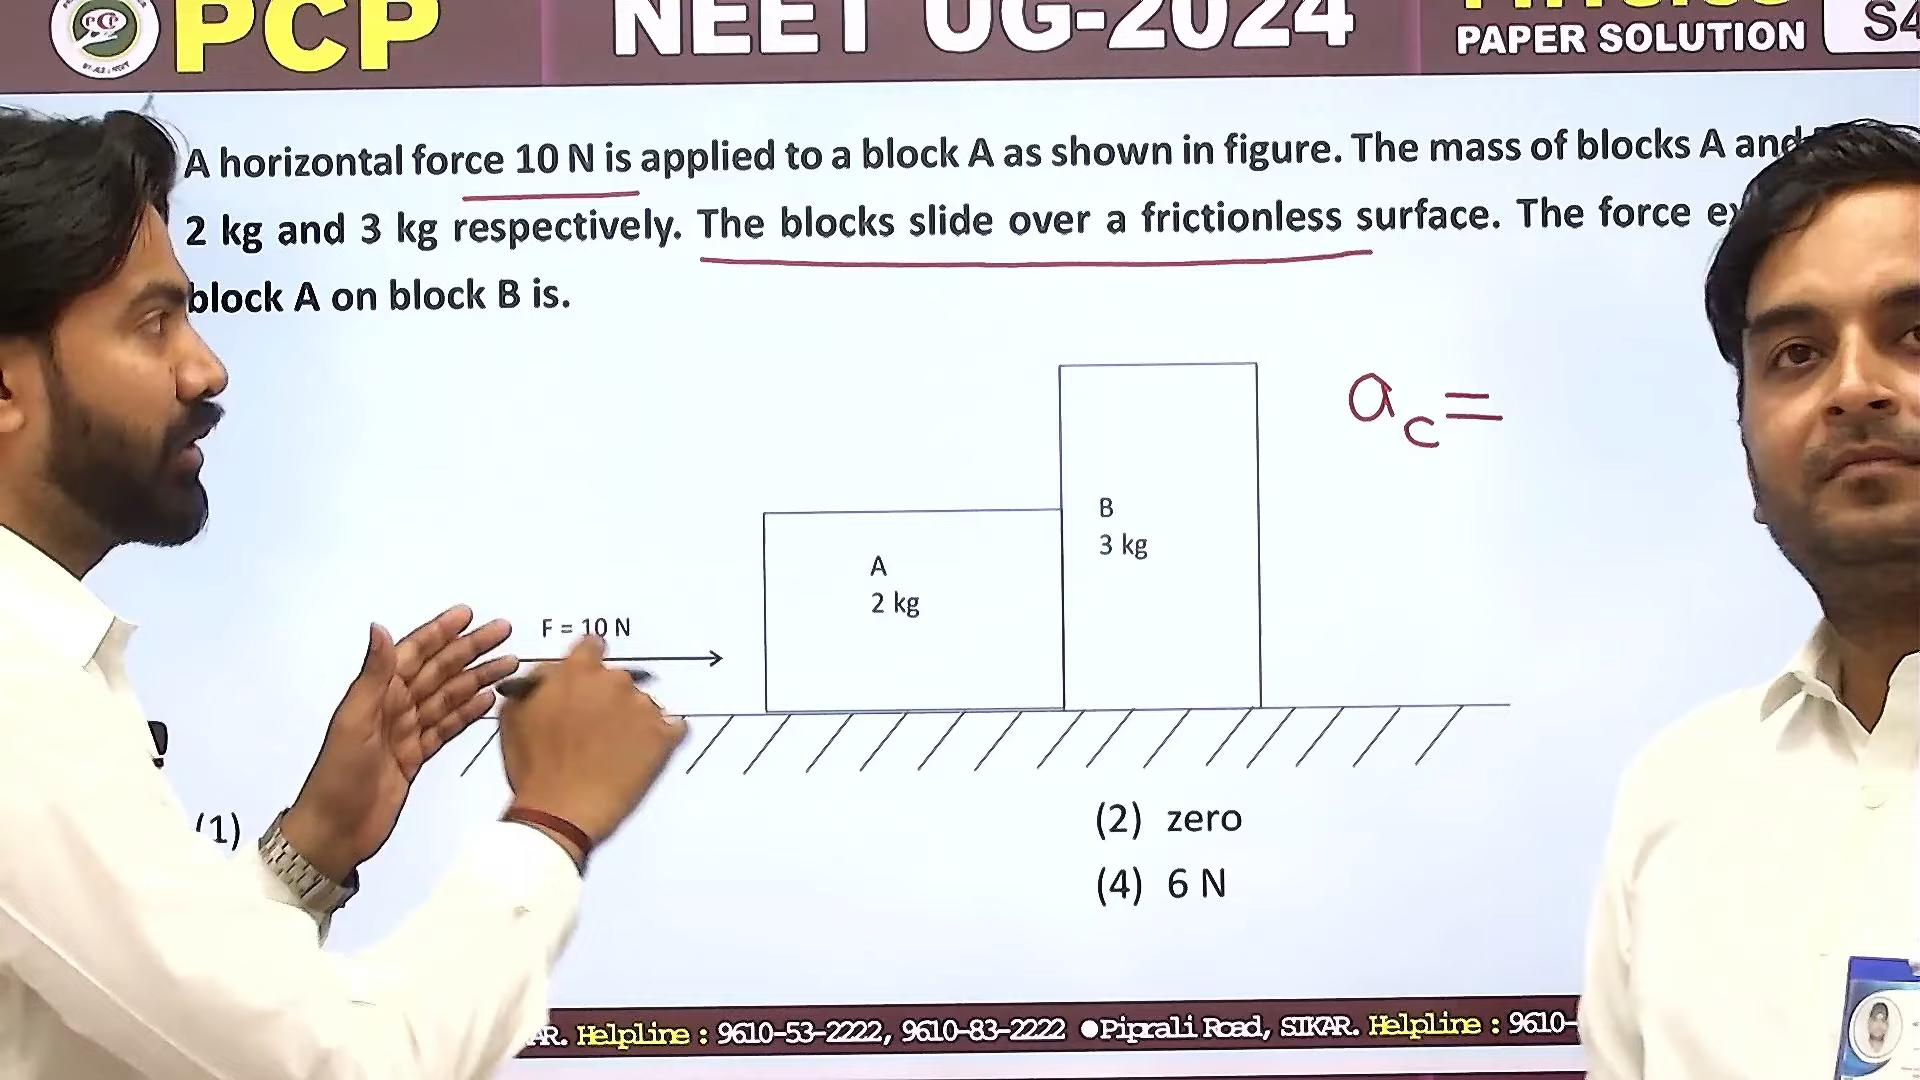 PCP
NEET UG-2024
PAPER SOLUTION
S4
A horizontal force 10 N is applied to a block A as shown in figure. The mass of blocks A and
2 kg and 3 kg respectively. The blocks slide over a frictionless surface. The force
block A on block B is.
a c =
B
3 kg
A
2 kg
F = 10 N
(1)
(2) zero
(4) 6 N
Helpline : 9610-53-2222, 9610-83-2222 ●Piprali Road, SIKAR. Helpline : 9610-